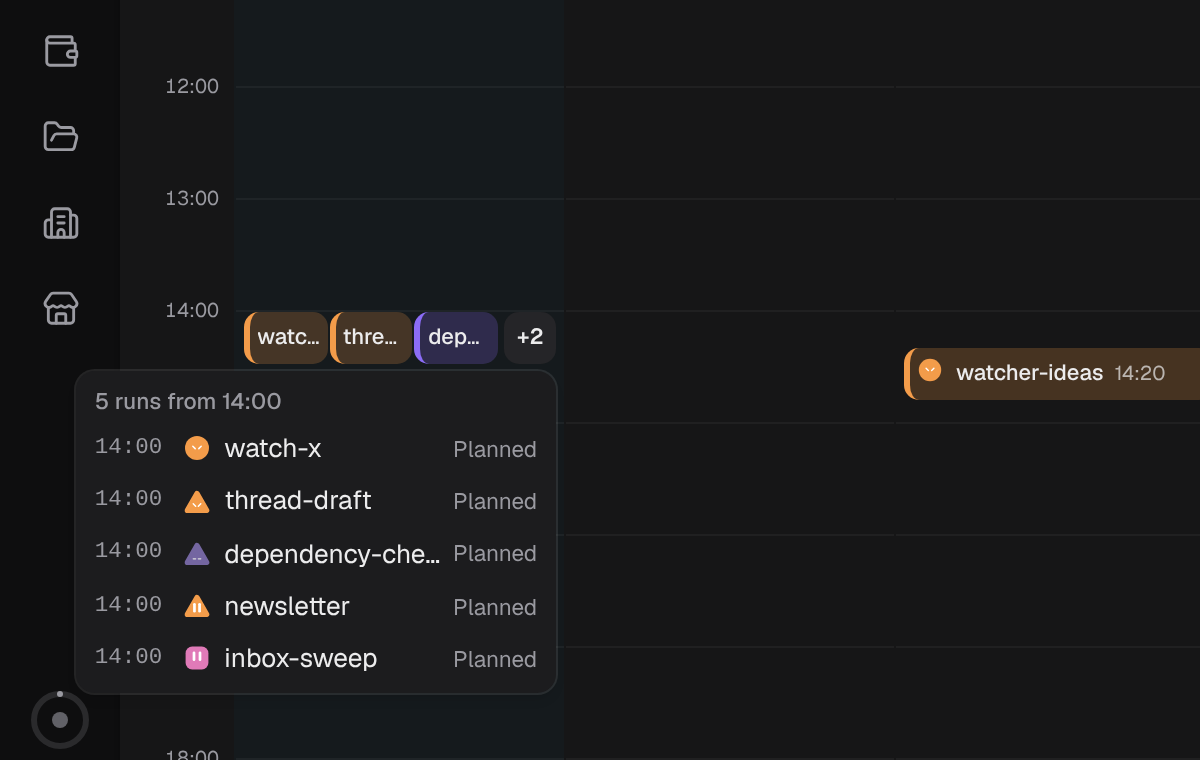 12:00
13:00
14:00
watc... thre... dep... +2
watcher-ideas 14:20
5 runs from 14:00
14:00 watch-x Planned
14:00 thread-draft Planned
14:00 dependency-che... Planned
14:00 newsletter Planned
14:00 inbox-sweep Planned
18:00